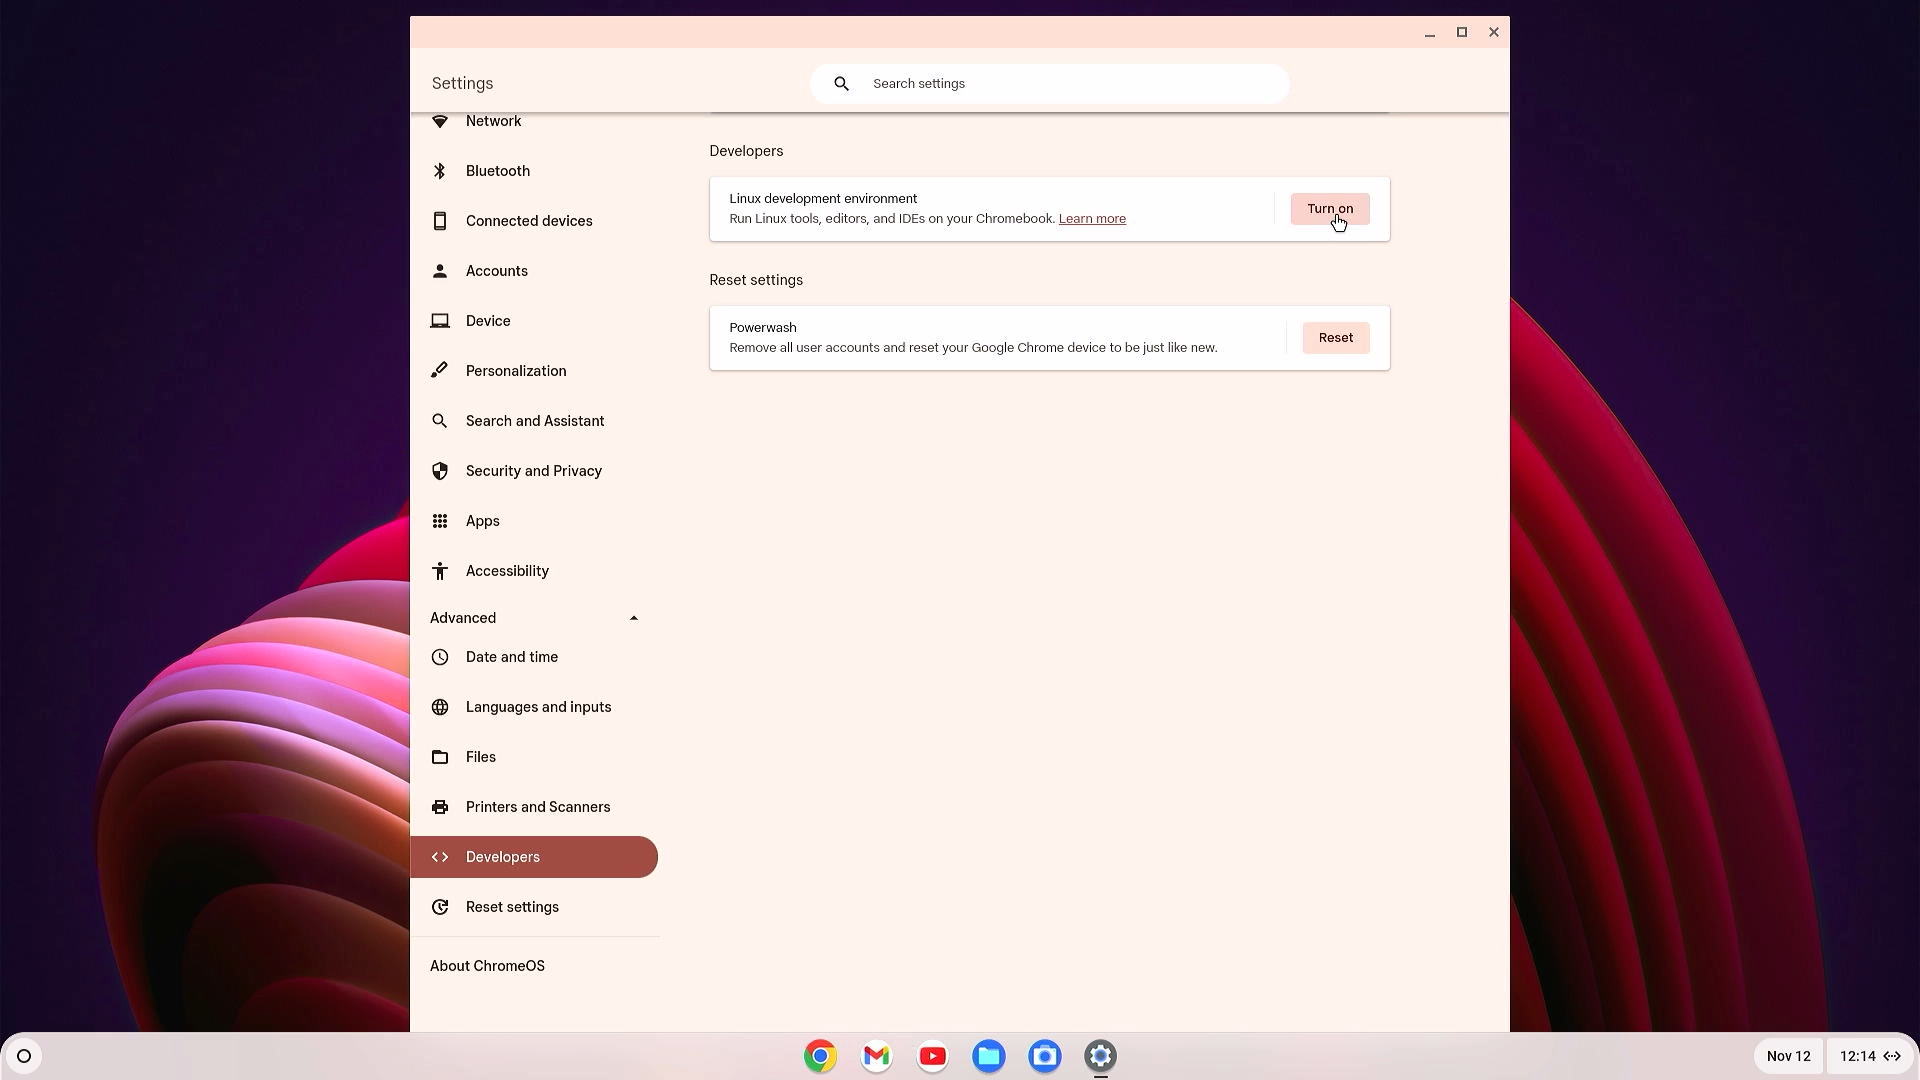 Settings
Search settings
Network
Bluetooth
Connected devices
Accounts
Device
Personalization
Search and Assistant
Security and Privacy
Apps
Accessibility
Advanced
Date and time
Languages and inputs
Files
Printers and Scanners
Developers
Reset settings
About ChromeOS
Developers
Linux development environment
Run Linux tools, editors, and IDEs on your Chromebook. Learn more
Turn on
Reset settings
Powerwash
Remove all user accounts and reset your Google Chrome device to be just like new.
Reset
Nov 12
12:14